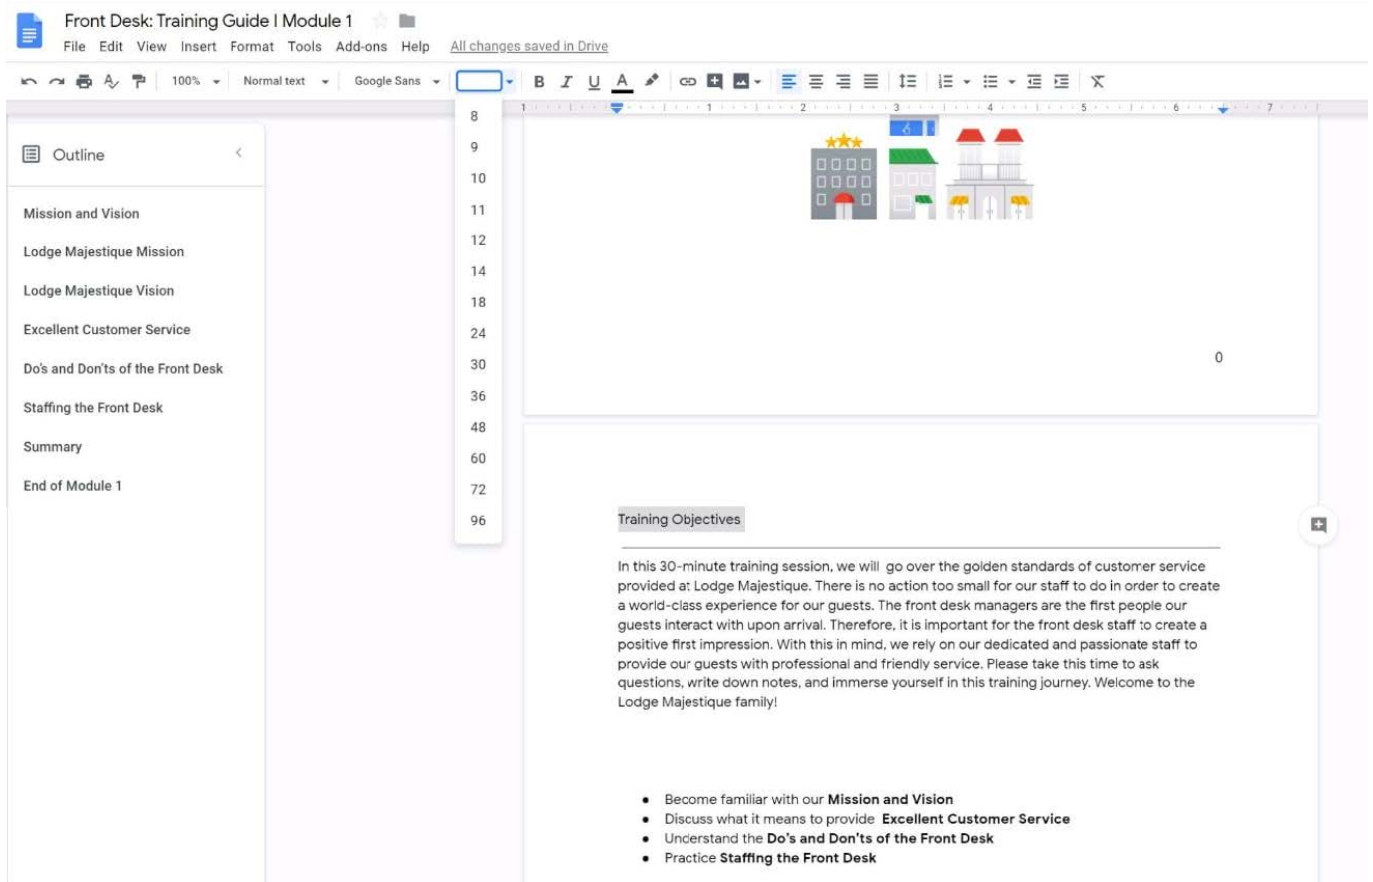 Front Desk: Training Guide | Module 1
File Edit View Insert Format Tools Add-ons Help All changes saved in Drive
100% Normal text Google Sans B I U A
1 1 2 3 4 5 6 7
8
9
10
11
12
14
18
24
30
36
48
60
72
96
Outline
Mission and Vision
Lodge Majestique Mission
Lodge Majestique Vision
Excellent Customer Service
Do's and Don'ts of the Front Desk
Staffing the Front Desk
Summary
End of Module 1
0
Training Objectives
In this 30-minute training session, we will go over the golden standards of customer service
provided at Lodge Majestique. There is no action too small for our staff to do in order to create
a world-class experience for our guests. The front desk managers are the first people our
guests interact with upon arrival. Therefore, it is important for the front desk staff to create a
positive first impression. With this in mind, we rely on our dedicated and passionate staff to
provide our guests with professional and friendly service. Please take this time to ask
questions, write down notes, and immerse yourself in this training journey. Welcome to the
Lodge Majestique family!
● Become familiar with our Mission and Vision
● Discuss what it means to provide Excellent Customer Service
● Understand the Do's and Don'ts of the Front Desk
● Practice Staffing the Front Desk